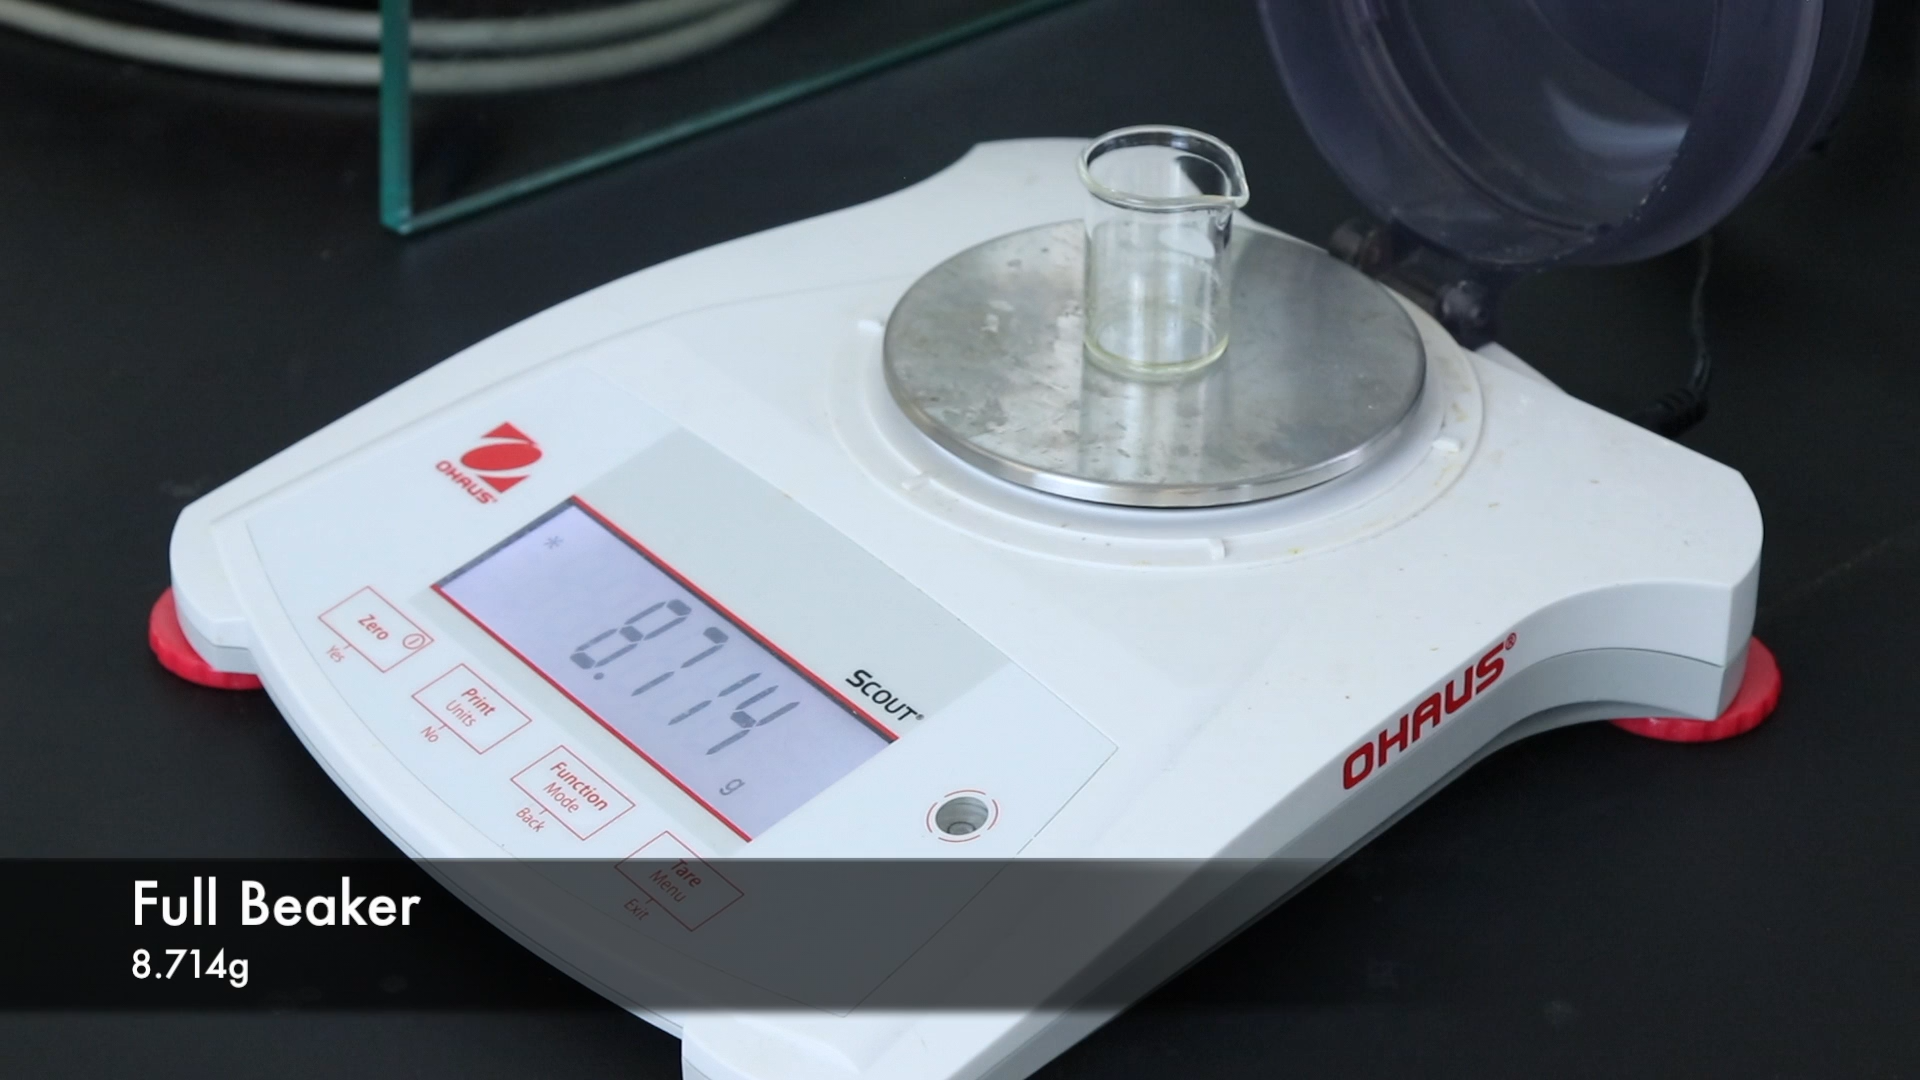 OHAUS®
*
8.714
g
SCOUT®
Zero
Yes
Print
Units
No
Function
Mode
Back
Tare
Menu
Exit
OHAUS®
Full Beaker
8.714g